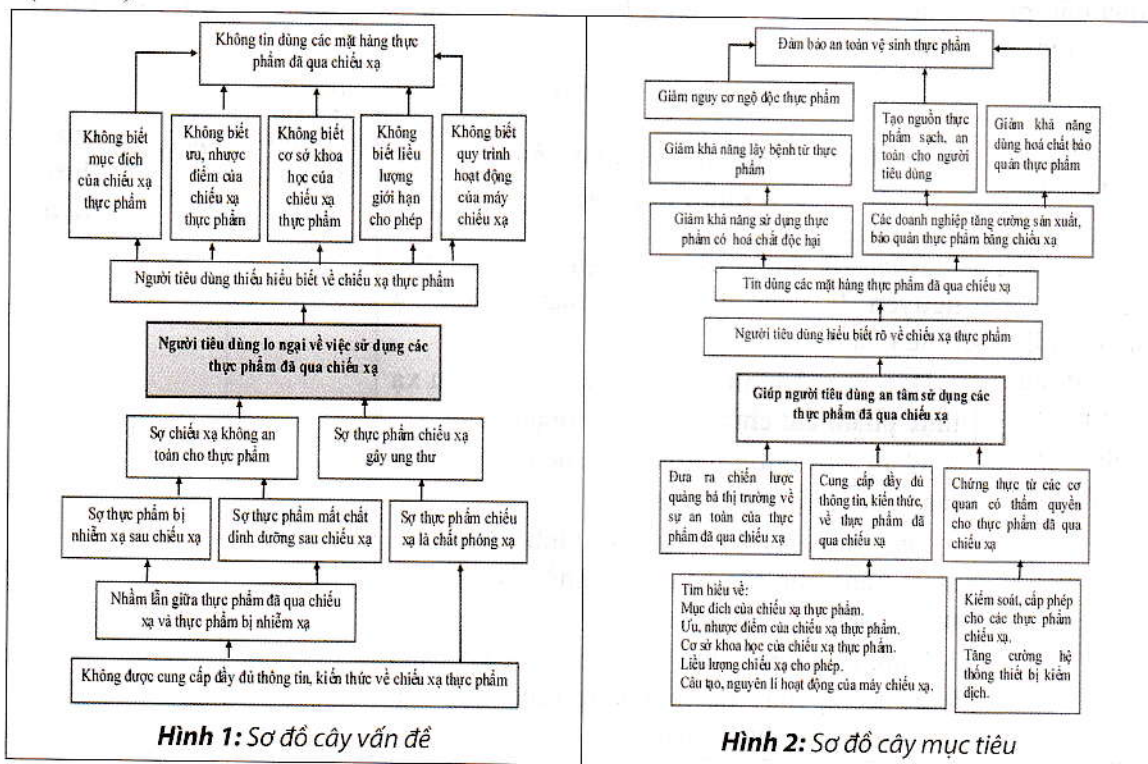 Không tin dùng các mặt hàng thực
phẩm đã qua chiếu xạ
Không biết
mục đích
của chiếu xạ
thực phẩm
Không biết
ưu, nhược
điểm của
chiếu xạ
thực phẩm
Không biết
cơ sở khoa
học của
chiếu xạ
thực phẩm
Không
biết liều
lượng
giới hạn
cho phép
Không biết
quy trình
hoạt động
của máy
chiếu xạ
Người tiêu dùng thiếu hiểu biết về chiếu xạ thực phẩm
Người tiêu dùng lo ngại về việc sử dụng các
thực phẩm đã qua chiếu xạ
Sợ chiếu xạ không an
toàn cho thực phẩm
Sợ thực phẩm chiếu xạ
gây ung thư
Sợ thực phẩm bị
nhiễm xạ sau chiếu xạ
Sợ thực phẩm mất chất
dinh dưỡng sau chiếu xạ
Sợ thực phẩm chiếu
xạ là chất phóng xạ
Nhầm lẫn giữa thực phẩm đã qua chiếu
xạ và thực phẩm bị nhiễm xạ
Không được cung cấp đầy đủ thông tin, kiến thức về chiếu xạ thực phẩm
Hình 1: Sơ đồ cây vấn đề
Đảm bảo an toàn vệ sinh thực phẩm
Giảm nguy cơ ngộ độc thực phẩm
Giảm khả năng lây bệnh từ thực
phẩm
Tạo nguồn thực
phẩm sạch, an
toàn cho người
tiêu dùng
Giảm khả năng
dùng hoá chất bảo
quản thực phẩm
Giảm khả năng sử dụng thực
phẩm có hoá chất độc hại
Các doanh nghiệp tăng cường sản xuất,
bảo quản thực phẩm bằng chiếu xạ
Tin dùng các mặt hàng thực phẩm đã qua chiếu xạ
Người tiêu dùng hiểu biết rõ về chiếu xạ thực phẩm
Giúp người tiêu dùng an tâm sử dụng các
thực phẩm đã qua chiếu xạ
Đưa ra chiến lược
quảng bá thị trường về
sự an toàn của thực
phẩm đã qua chiếu xạ
Cung cấp đầy đủ
thông tin, kiến thức,
về thực phẩm đã
qua chiếu xạ
Chứng thực từ các cơ
quan có thẩm quyền
cho thực phẩm đã qua
chiếu xạ
Tìm hiểu về:
Mục đích của chiếu xạ thực phẩm.
Ưu, nhược điểm của chiếu xạ thực phẩm.
Cơ sở khoa học của chiếu xạ thực phẩm.
Liều lượng chiếu xạ cho phép.
Cấu tạo, nguyên lí hoạt động của máy chiếu xạ.
Kiểm soát, cấp phép
cho các thực phẩm
chiếu xạ.
Tăng cường hệ
thống thiết bị kiểm
dịch.
Hình 2: Sơ đồ cây mục tiêu